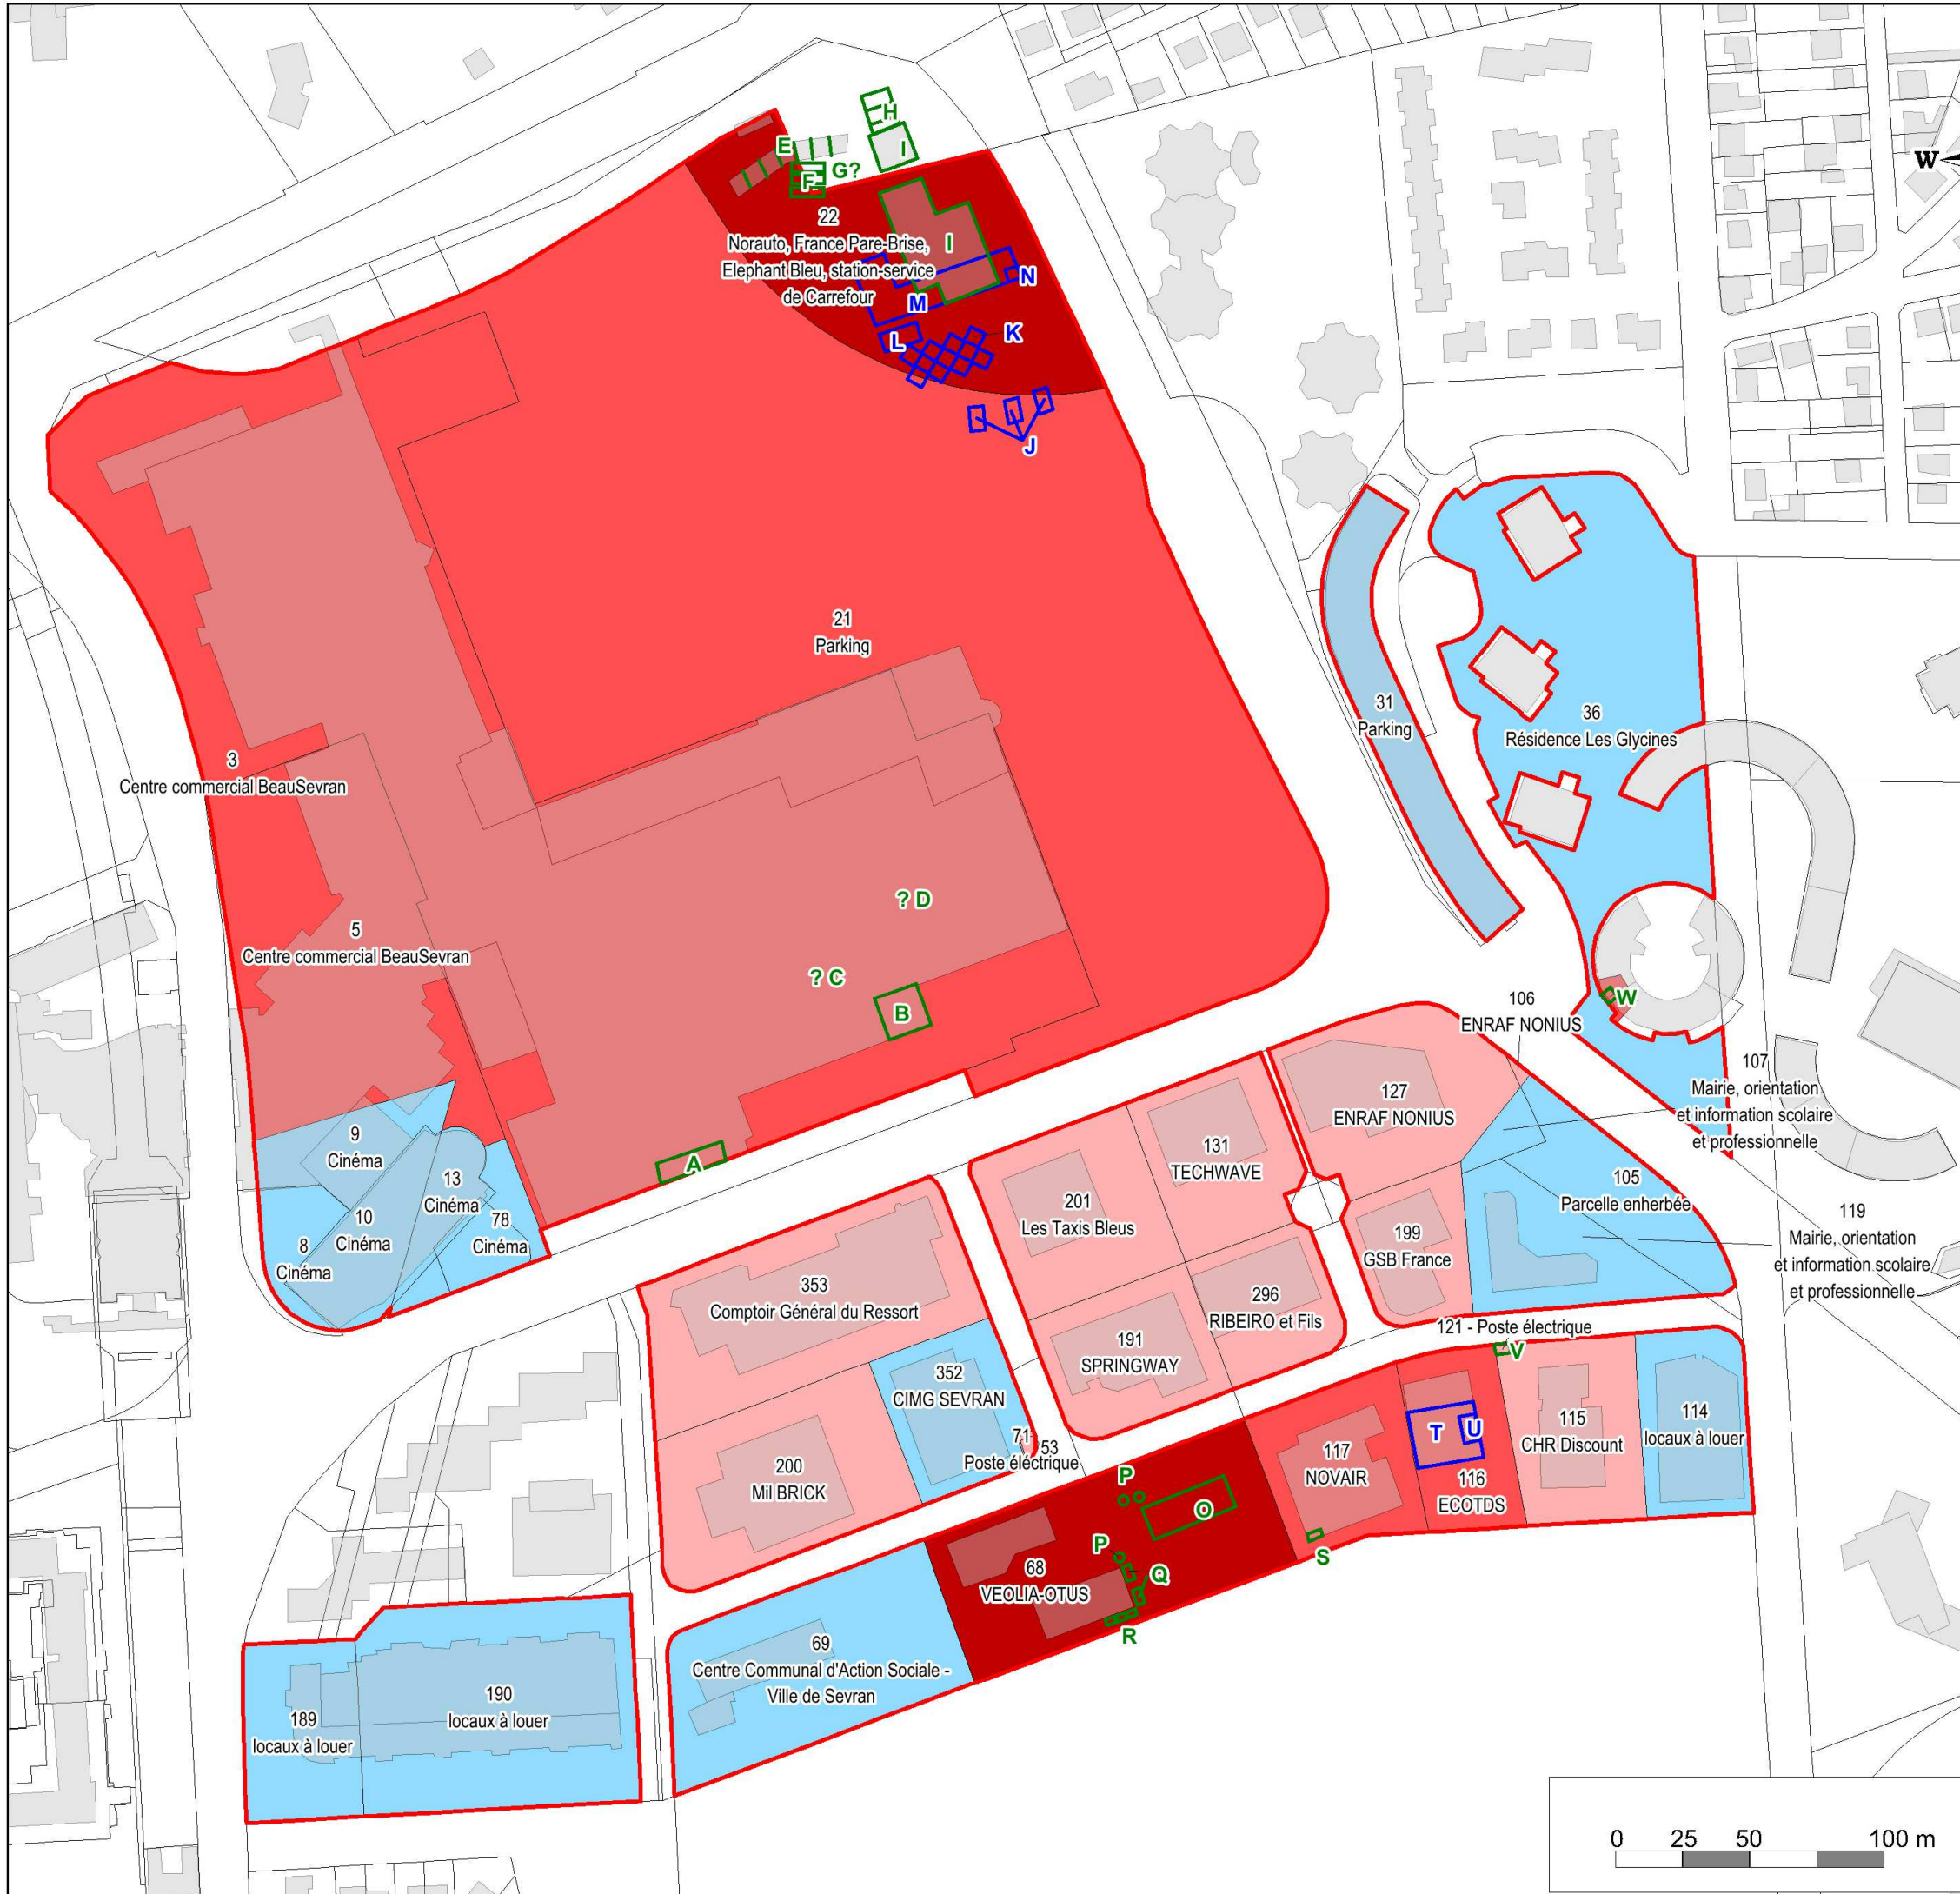 H
E
I
G?
F
W
22
Norauto, France Pare-Brise,
Elephant Bleu, station-service
de Carrefour
I
N
M
L
K
J
21
Parking
31
Parking
36
Résidence Les Glycines
3
Centre commercial BeauSevran
? D
5
Centre commercial BeauSevran
? C
B
W
106
ENRAF NONIUS
107
Mairie, orientation
et information scolaire
et professionnelle
127
ENRAF NONIUS
9
Cinéma
131
TECHWAVE
A
13
Cinéma
105
Parcelle enherbée
201
Les Taxis Bleus
10
Cinéma
78
Cinéma
119
Mairie, orientation
et information scolaire
et professionnelle
199
GSB France
8
Cinéma
353
Comptoir Général du Ressort
296
RIBEIRO et Fils
121 - Poste électrique
V
191
SPRINGWAY
352
CIMG SEVRAN
115
CHR Discount
114
locaux à louer
T
U
71
53
Poste électrique
117
NOVAIR
200
Mil BRICK
116
ECOTDS
P
O
P
S
68
VEOLIA-OTUS
Q
R
69
Centre Communal d'Action Sociale -
Ville de Sevran
190
locaux à louer
189
locaux à louer
0 25 50 100 m